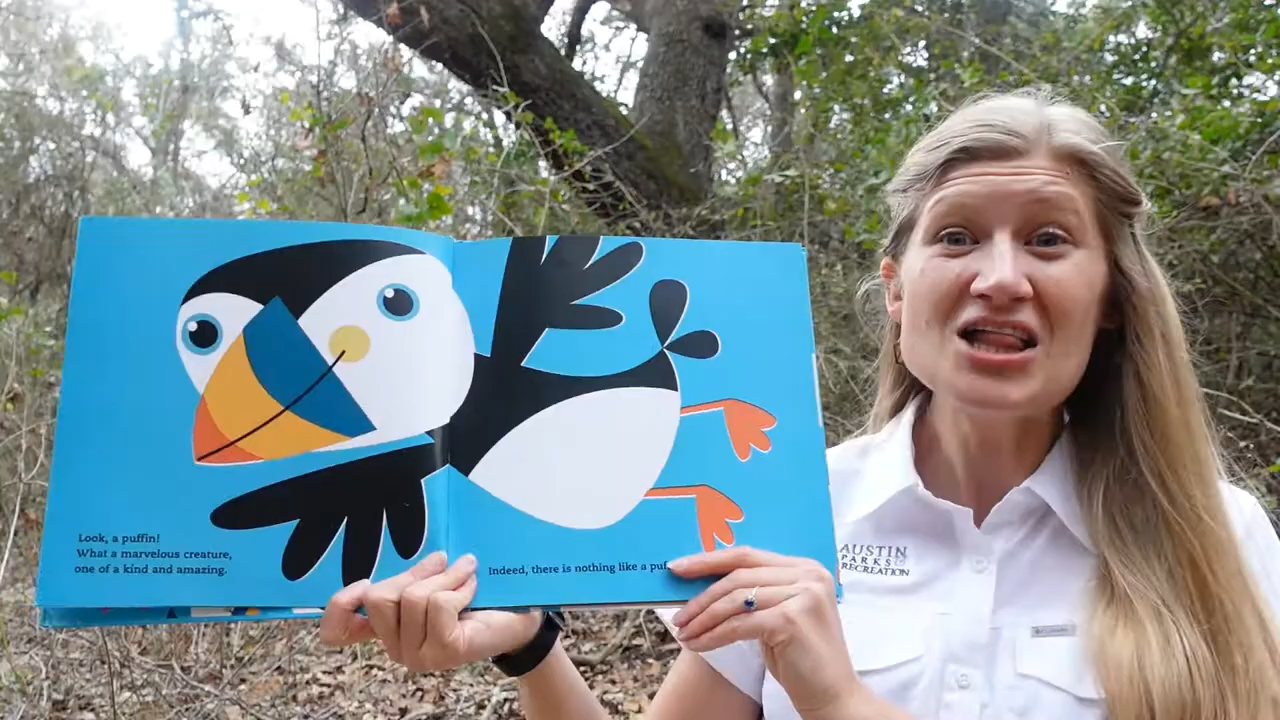 Look, a puffin!
What a marvelous creature,
one of a kind and amazing.
Indeed, there is nothing like a
AUSTIN
PARKS &
RECREATION